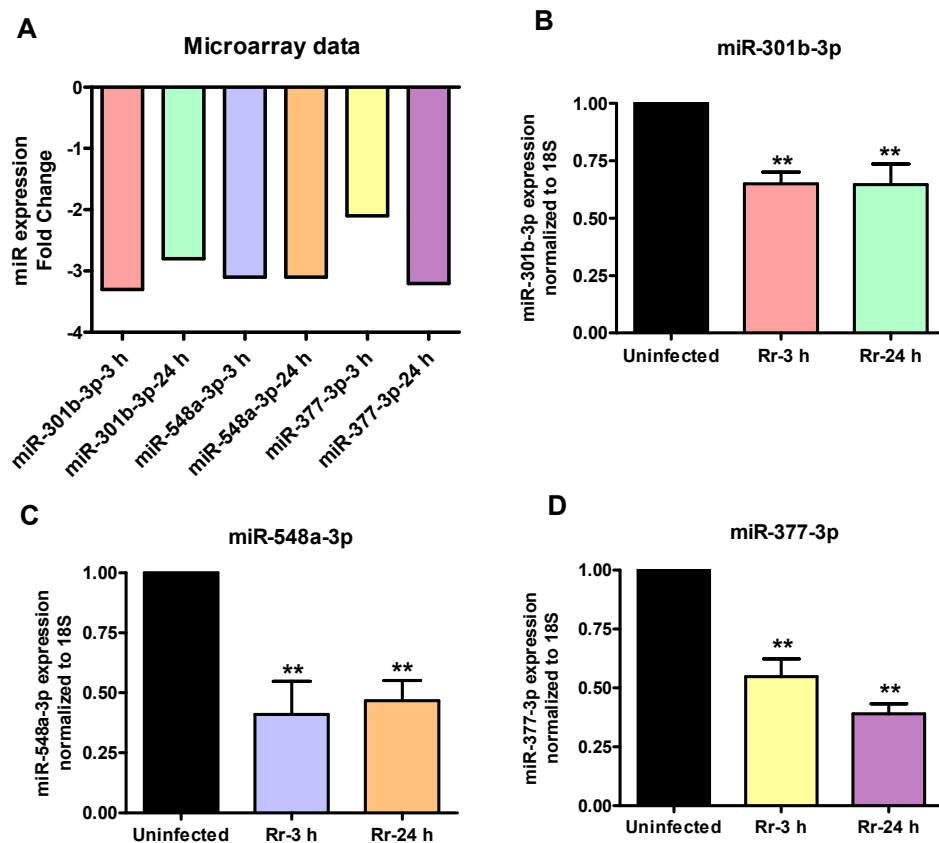 A
Microarray data
miR expression
Fold Change
0
-1
-2
-3
-4
miR-301b-3p-3 h
miR-301b-3p-24 h
miR-548a-3p-3 h
miR-548a-3p-24 h
miR-377-3p-3 h
miR-377-3p-24 h
B
miR-301b-3p
miR-301b-3p expression
normalized to 18S
1.00
0.75
0.50
0.25
0.00
**
**
Uninfected
Rr-3 h
Rr-24 h
C
miR-548a-3p
miR-548a-3p expression
normalized to 18S
1.00
0.75
0.50
0.25
0.00
**
**
Uninfected
Rr-3 h
Rr-24 h
D
miR-377-3p
miR-377-3p expression
normalized to 18S
1.00
0.75
0.50
0.25
0.00
**
**
Uninfected
Rr-3 h
Rr-24 h